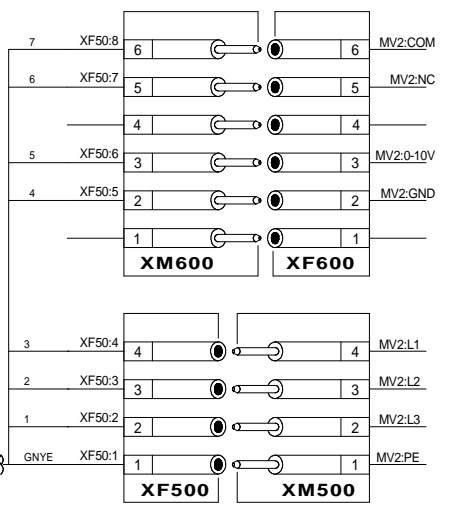 7 XF50:8 6 6 MV2:COM
6 XF50:7 5 5 MV2:NC
4 4
5 XF50:6 3 3 MV2:0-10V
4 XF50:5 2 2 MV2:GND
1 1
XM600 XF600
3 XF50:4 4 4 MV2:L1
2 XF50:3 3 3 MV2:L2
1 XF50:2 2 2 MV2:L3
GNYE XF50:1 1 1 MV2:PE
XF500 XM500